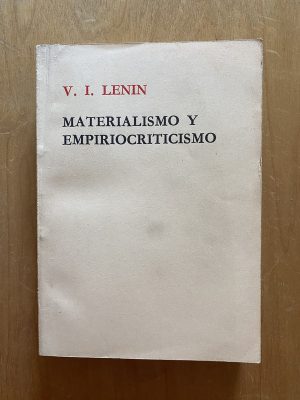 V. I. LENIN
MATERIALISMO Y
EMPIRIOCRITICISMO